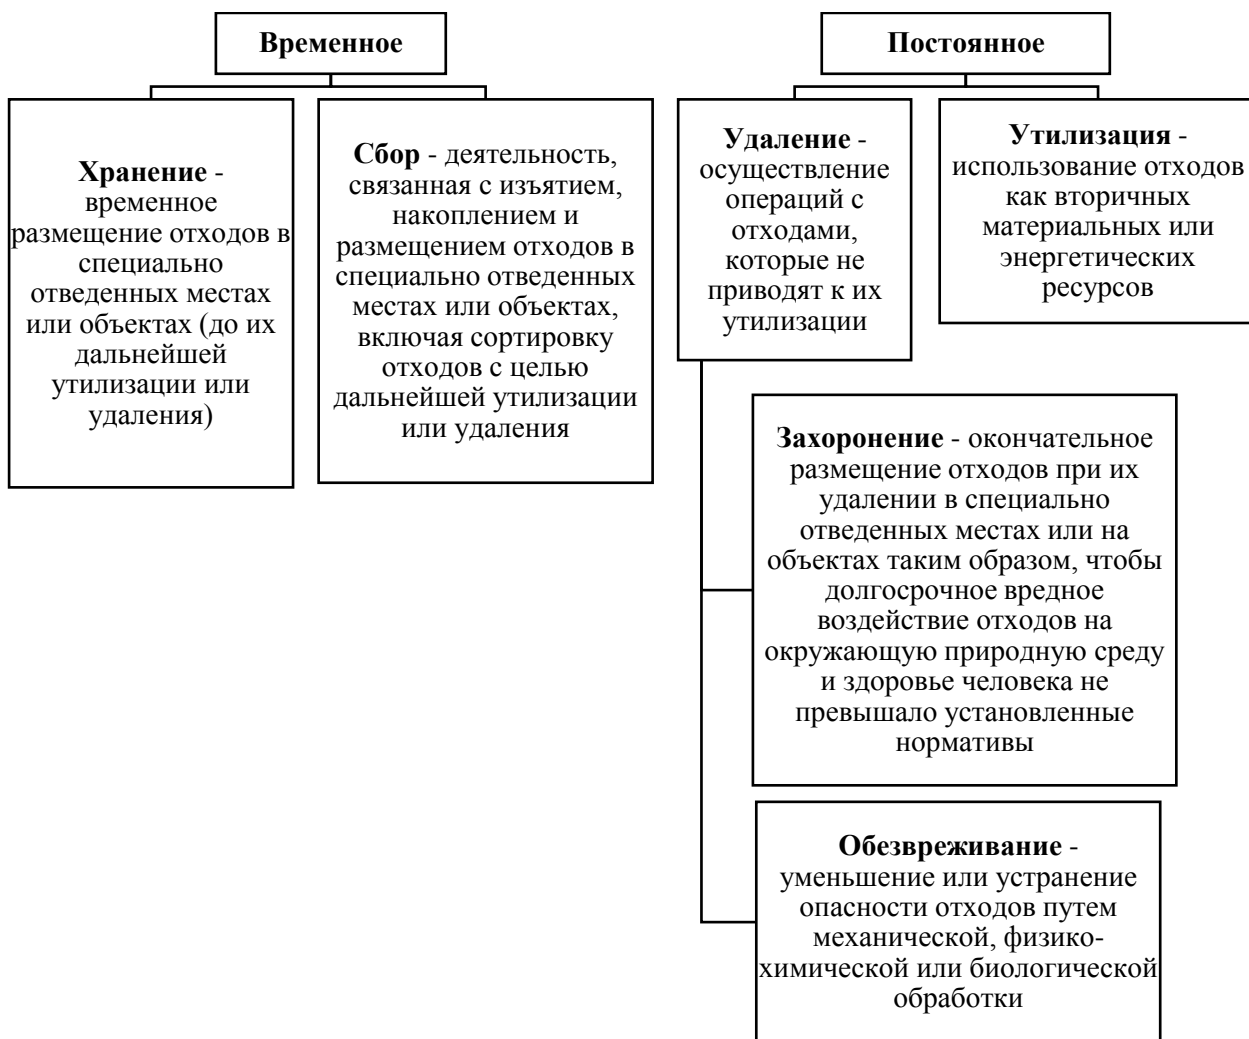 Временное
Хранение -
временное
размещение отходов в
специально
отведенных местах
или объектах (до их
дальнейшей
утилизации или
удаления)
Сбор - деятельность,
связанная с изъятием,
накоплением и
размещением отходов в
специально отведенных
местах или объектах,
включая сортировку
отходов с целью
дальнейшей утилизации
или удаления
Постоянное
Удаление -
осуществление
операций с
отходами,
которые не
приводят к их
утилизации
Утилизация -
использование отходов
как вторичных
материальных или
энергетических
ресурсов
Захоронение - окончательное
размещение отходов при их
удалении в специально
отведенных местах или на
объектах таким образом, чтобы
долгосрочное вредное
воздействие отходов на
окружающую природную среду
и здоровье человека не
превышало установленные
нормативы
Обезвреживание -
уменьшение или устранение
опасности отходов путем
механической, физико-
химической или биологической
обработки